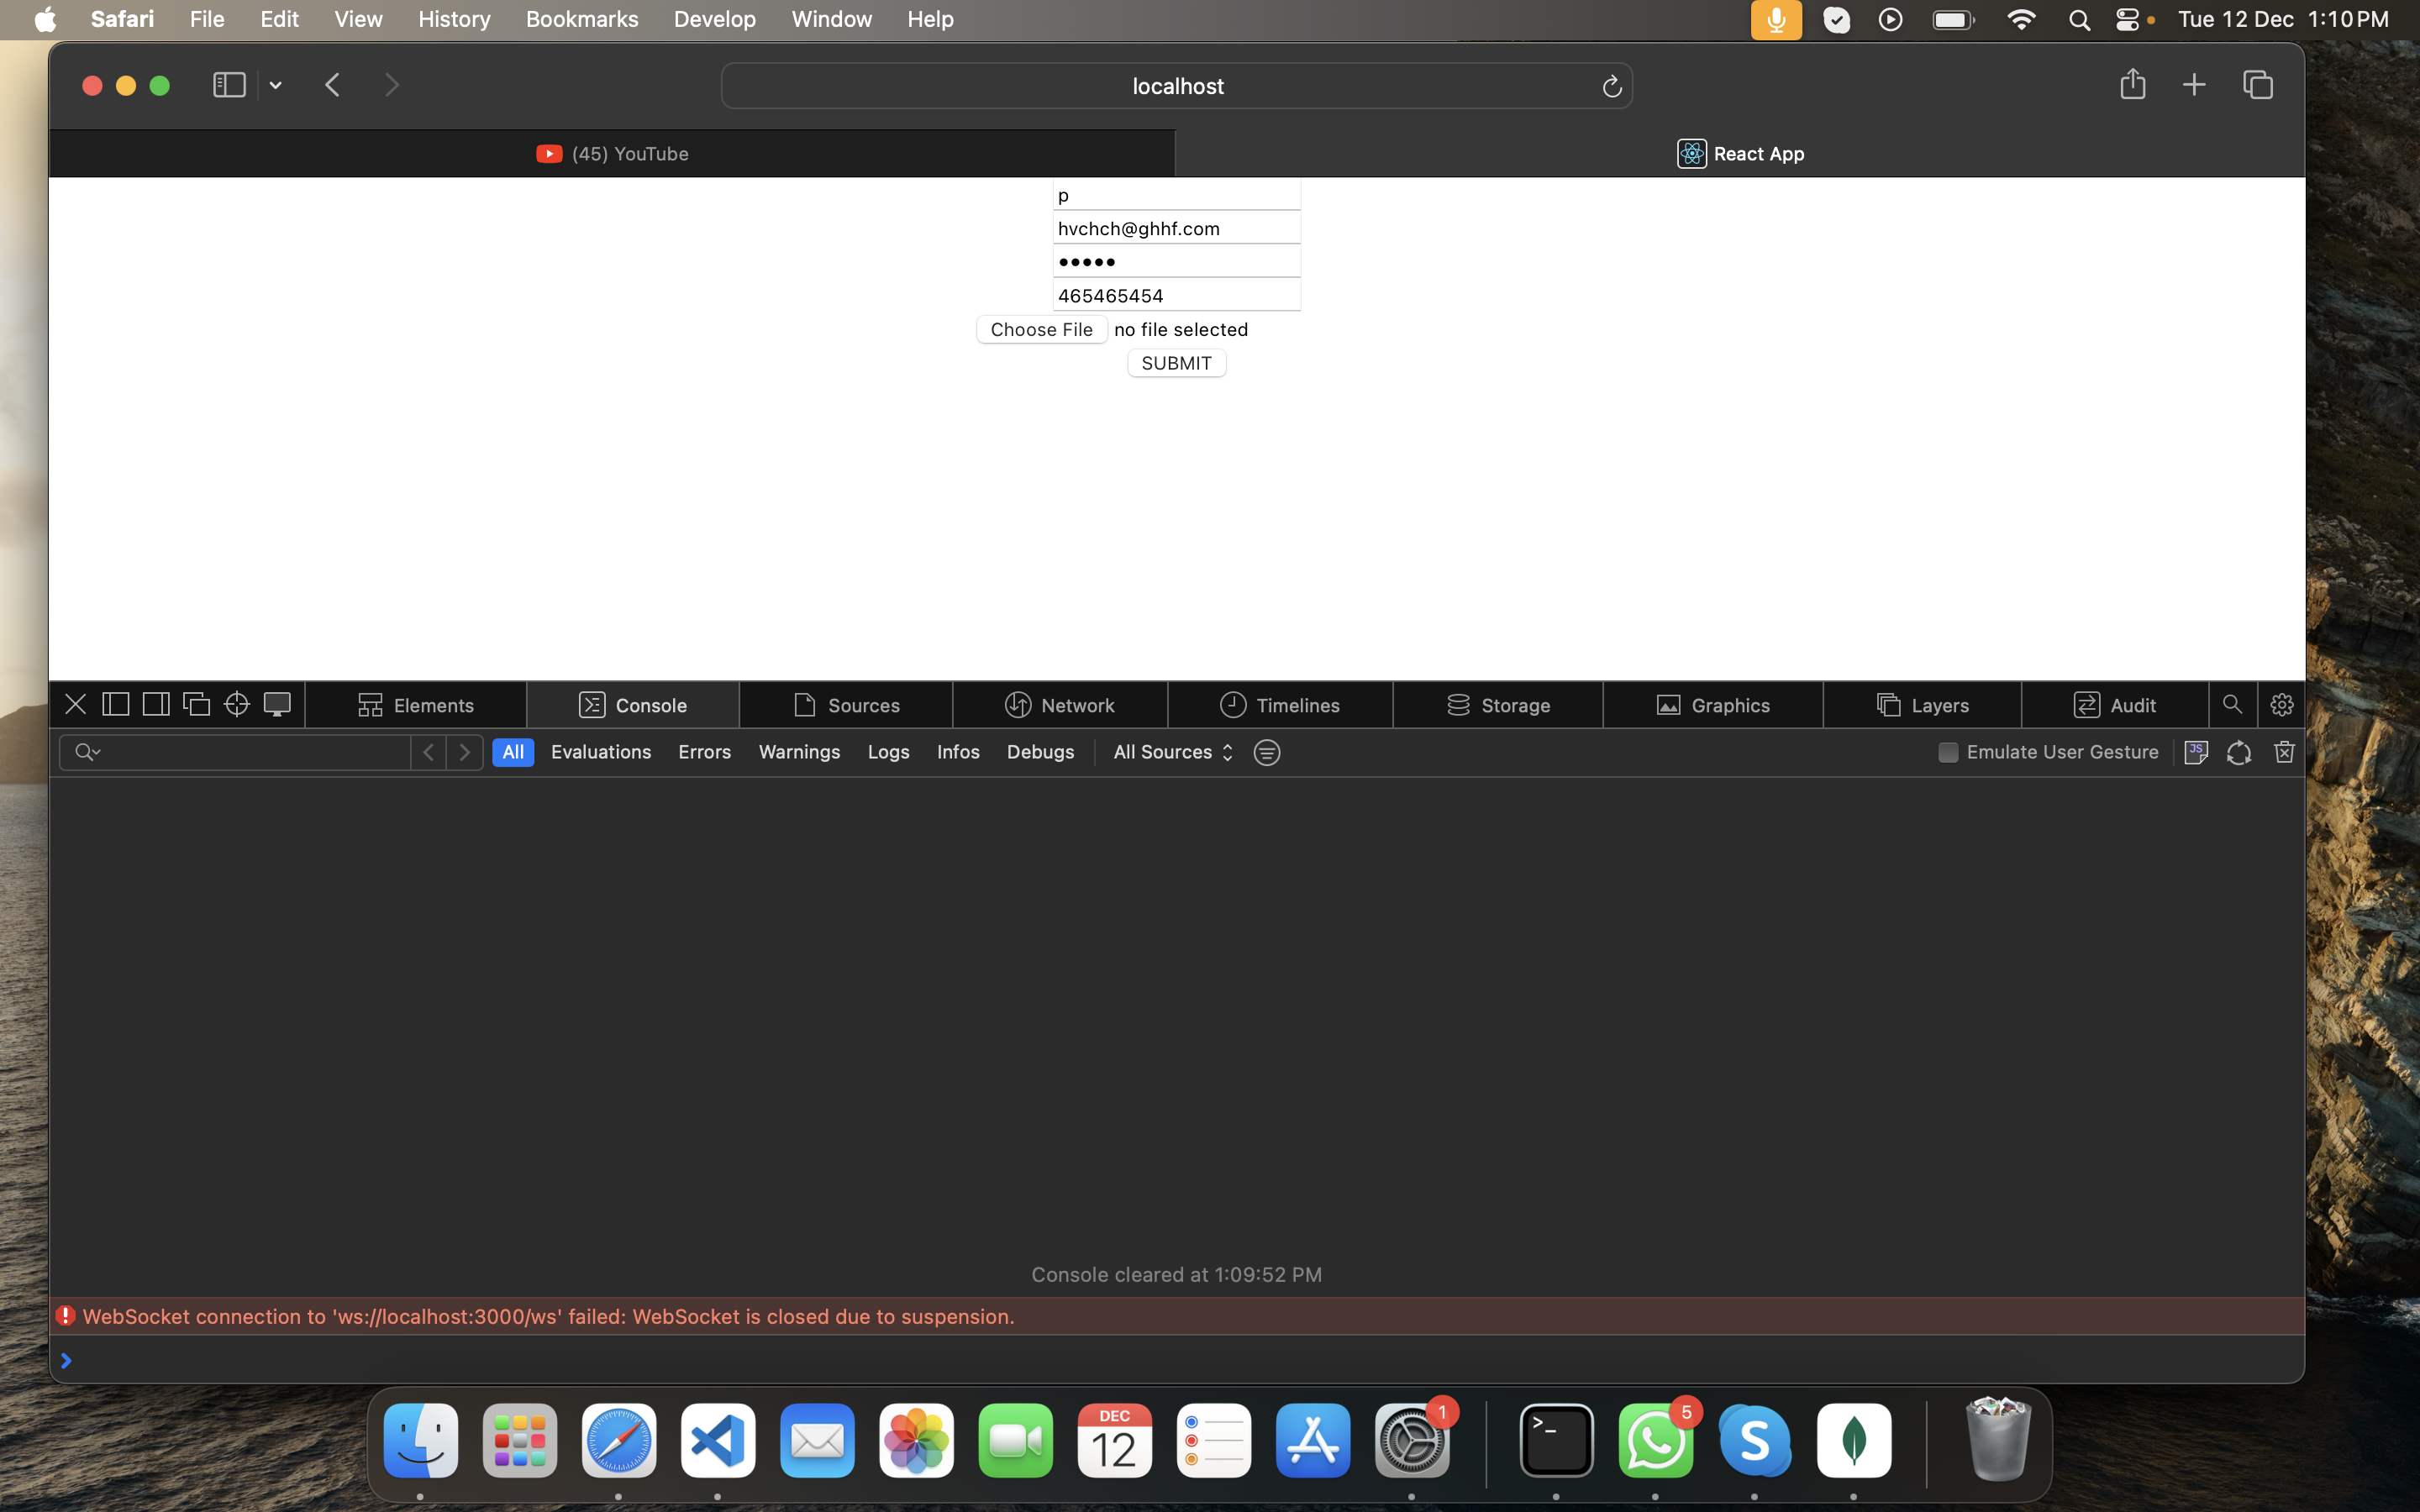 Safari File Edit View History Bookmarks Develop Window Help Tue 12 Dec 1:10 PM
localhost
(45) YouTube React App
p
hvchch@ghhf.com
•••••
465465454
Choose File no file selected
SUBMIT
Elements Console Sources Network Timelines Storage Graphics Layers Audit
All Evaluations Errors Warnings Logs Infos Debugs All Sources Emulate User Gesture JS
Console cleared at 1:09:52 PM
WebSocket connection to 'ws://localhost:3000/ws' failed: WebSocket is closed due to suspension.
DEC 1 5
12 >_ S